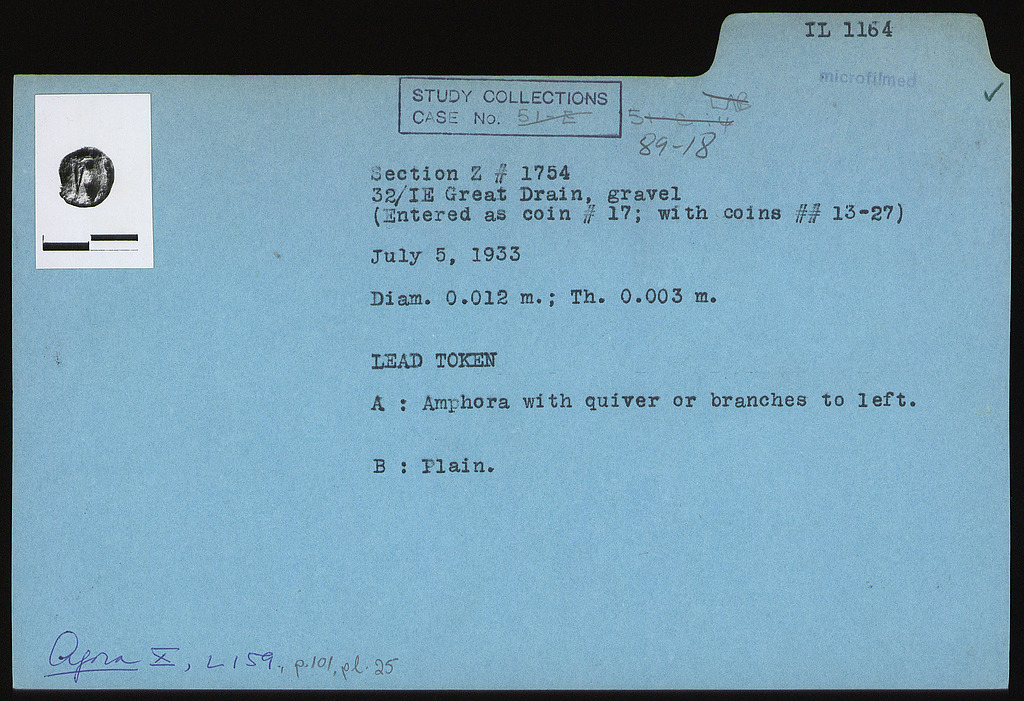 IL 1164
microfilmed
✓
STUDY COLLECTIONS
CASE No. 51-E
LAB
89-18
Section Z # 1754
32/IE Great Drain, gravel
(Entered as coin # 17; with coins ## 13-27)
July 5, 1933
Diam. 0.012 m.; Th. 0.003 m.
LEAD TOKEN
A : Amphora with quiver or branches to left.
B : Plain.
Agora X, L 159., p.101, pl. 25